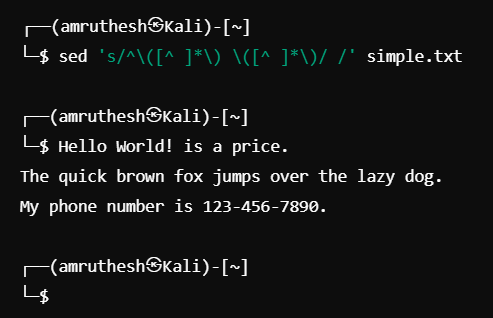 ┌──(amruthesh㉿Kali)-[~]
└─$ sed 's/^\([^ ]*\) \([^ ]*\)/ /' simple.txt
┌──(amruthesh㉿Kali)-[~]
└─$ Hello World! is a price.
The quick brown fox jumps over the lazy dog.
My phone number is 123-456-7890.
┌──(amruthesh㉿Kali)-[~]
└─$